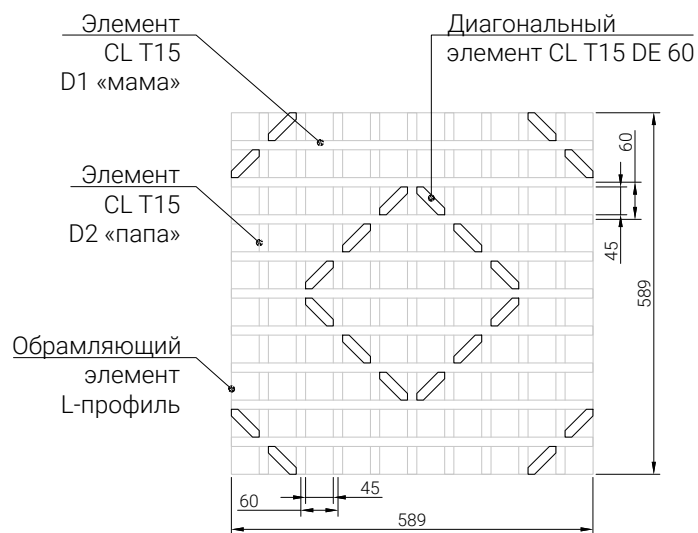 Элемент
CL T15
D1 «мама»
Диагональный
элемент CL T15 DE 60
Элемент
CL T15
D2 «папа»
60
45
589
Обрамляющий
элемент
L-профиль
45
60
589